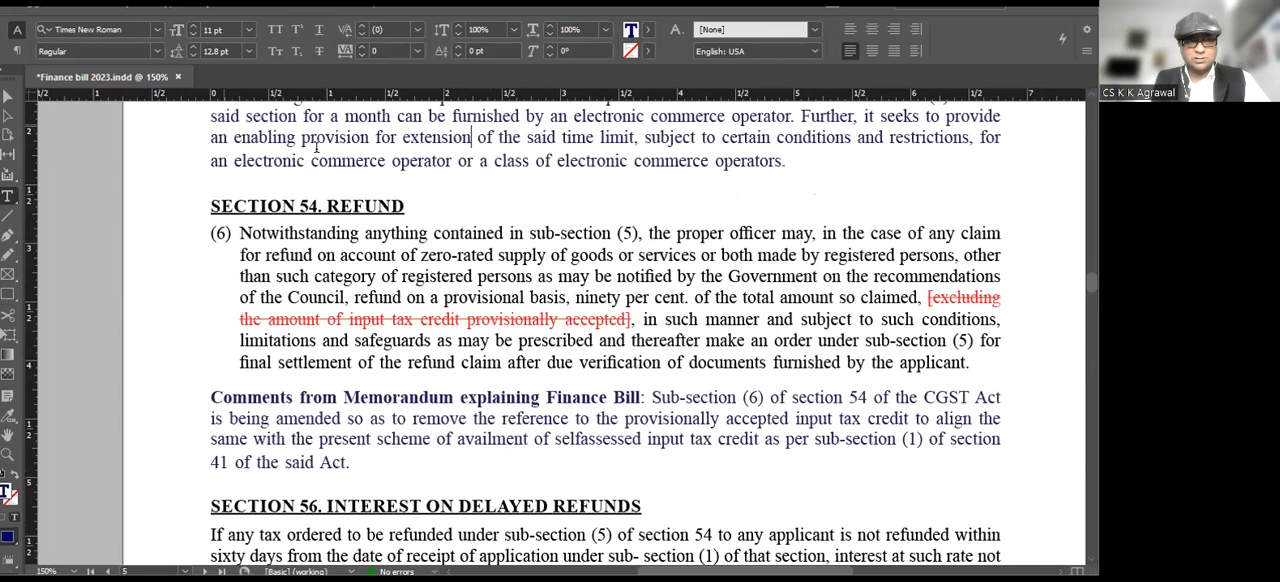 Times New Roman
11 pt
(0)
100%
100%
[None]
Regular
12.8 pt
0
0 pt
0°
English: USA
*Finance bill 2023.indd @ 150%
CS K K Agrawal
said section for a month can be furnished by an electronic commerce operator. Further, it seeks to provide
an enabling provision for extension of the said time limit, subject to certain conditions and restrictions, for
an electronic commerce operator or a class of electronic commerce operators.
SECTION 54. REFUND
(6) Notwithstanding anything contained in sub-section (5), the proper officer may, in the case of any claim
for refund on account of zero-rated supply of goods or services or both made by registered persons, other
than such category of registered persons as may be notified by the Government on the recommendations
of the Council, refund on a provisional basis, ninety per cent. of the total amount so claimed, [excluding
the amount of input tax credit provisionally accepted], in such manner and subject to such conditions,
limitations and safeguards as may be prescribed and thereafter make an order under sub-section (5) for
final settlement of the refund claim after due verification of documents furnished by the applicant.
Comments from Memorandum explaining Finance Bill: Sub-section (6) of section 54 of the CGST Act
is being amended so as to remove the reference to the provisionally accepted input tax credit to align the
same with the present scheme of availment of selfassessed input tax credit as per sub-section (1) of section
41 of the said Act.
SECTION 56. INTEREST ON DELAYED REFUNDS
If any tax ordered to be refunded under sub-section (5) of section 54 to any applicant is not refunded within
sixty days from the date of receipt of application under sub- section (1) of that section, interest at such rate not
150%
5
[Basic] (working)
No errors